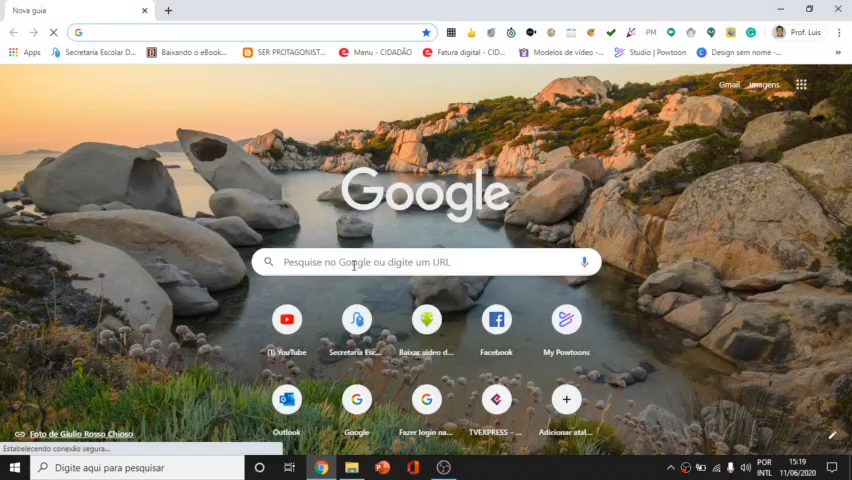 Nova guia
Apps Secretaria Escolar D... Baixando o eBook... SER PROTAGONIST... Menu - CIDADÃO Fatura digital - CID... Modelos de vídeo -... Studio | Powtoon Design sem nome -... »
PM Prof. Luis
Gmail Imagens
Google
Pesquise no Google ou digite um URL
(1) YouTube Secretaria Esc... Baixar vídeo d... Facebook My Powtoons
Outlook Google Fazer login na... TVEXPRESS – ... Adicionar atal...
Foto de Giulio Rosso Chioso
Estabelecendo conexão segura...
Digite aqui para pesquisar
POR
INTL
15:19
11/06/2020